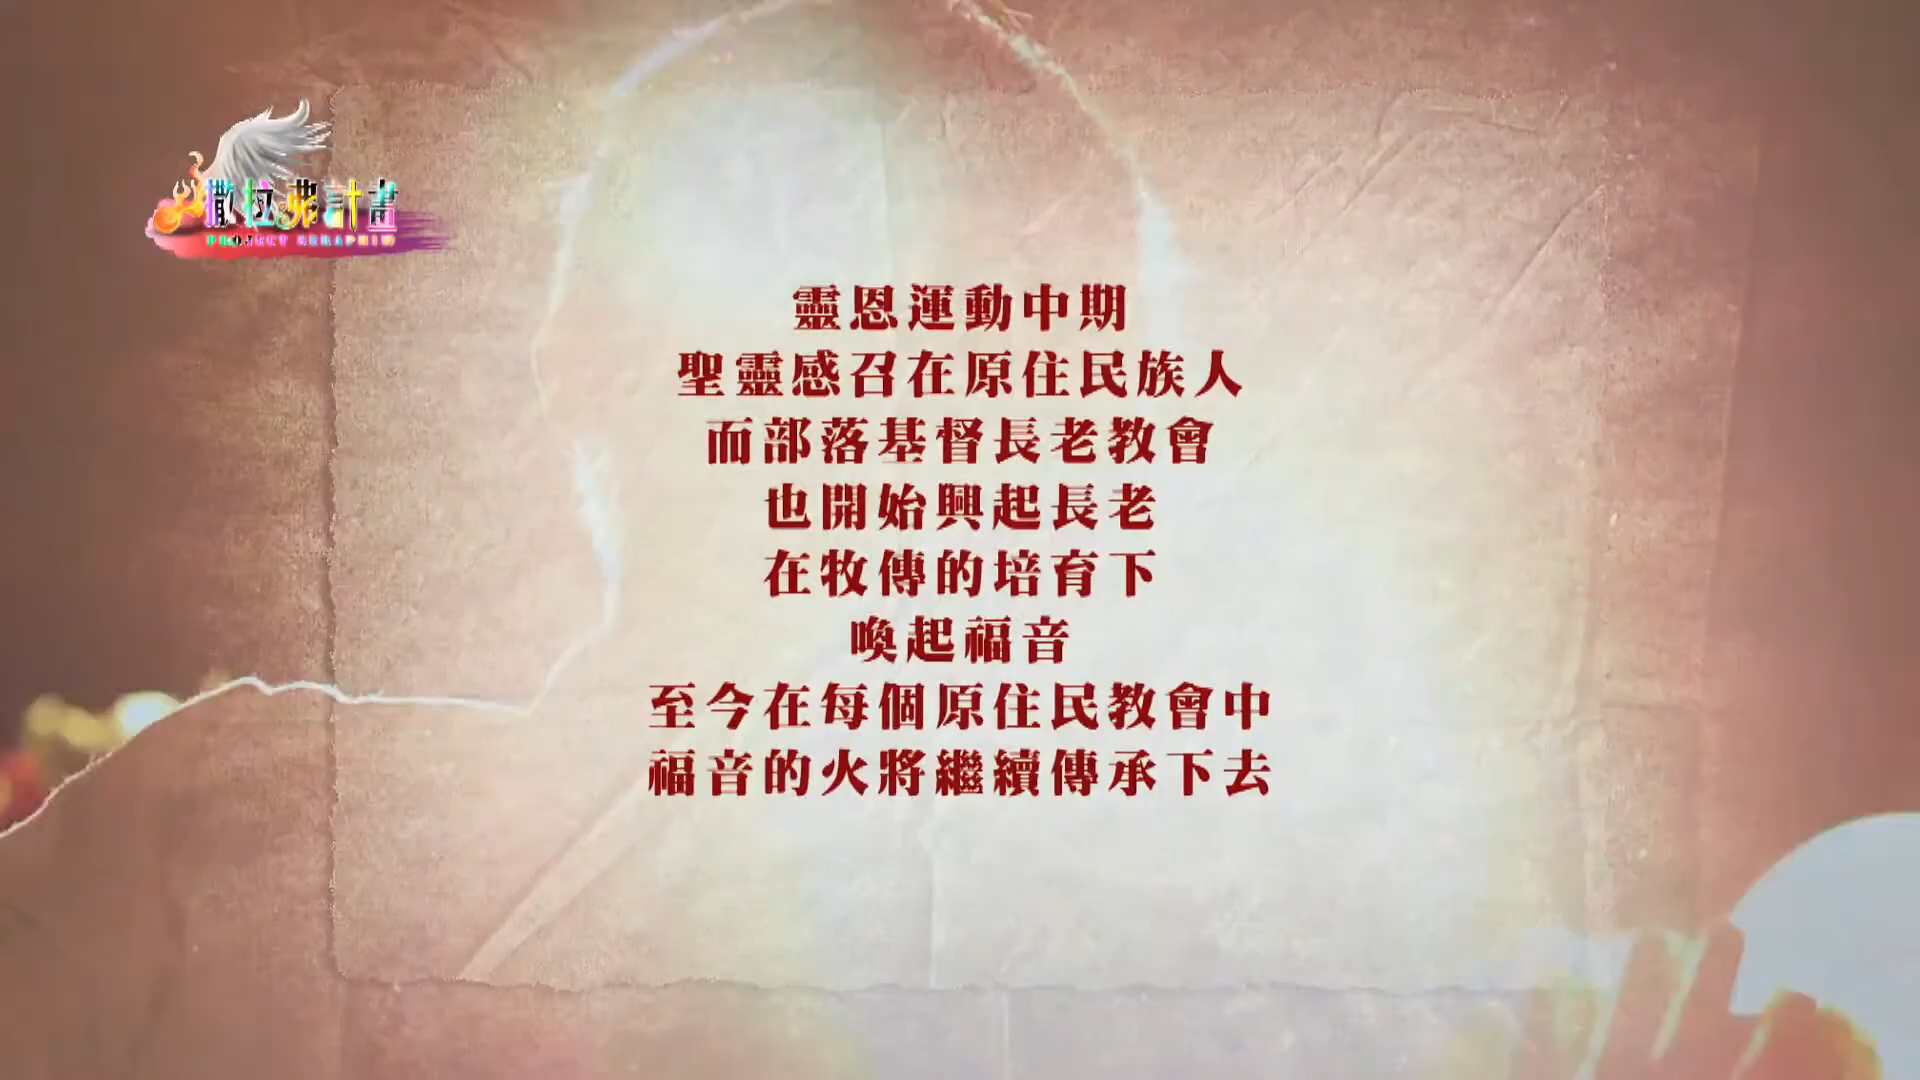 撒拉弗計畫
PROJECT SERAPHIM
靈恩運動中期
聖靈感召在原住民族人
而部落基督長老教會
也開始興起長老
在牧傳的培育下
喚起福音
至今在每個原住民教會中
福音的火將繼續傳承下去